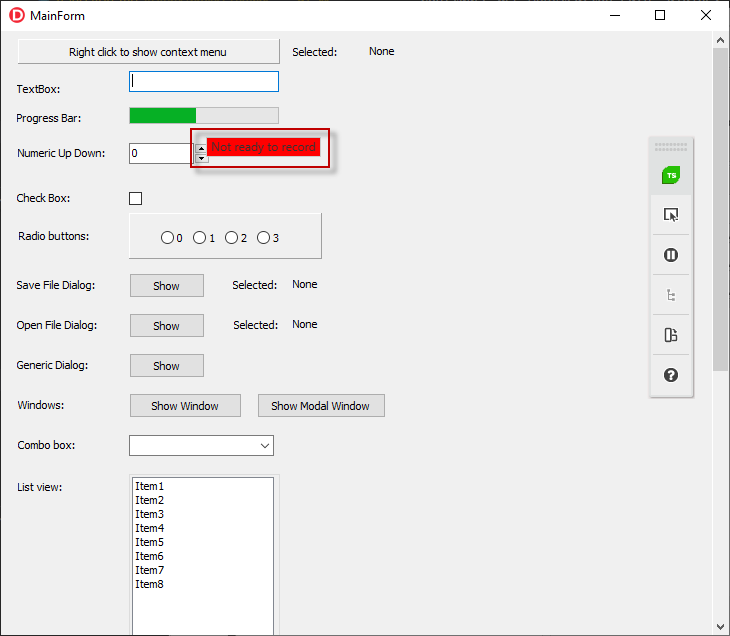 MainForm
Right click to show context menu Selected: None
TextBox:
Progress Bar:
Numeric Up Down: 0 Not ready to record
TS
Check Box:
Radio buttons: 0 1 2 3
Save File Dialog: Show Selected: None
Open File Dialog: Show Selected: None
Generic Dialog: Show
?
Windows: Show Window Show Modal Window
Combo box:
List view:
Item1
Item2
Item3
Item4
Item5
Item6
Item7
Item8